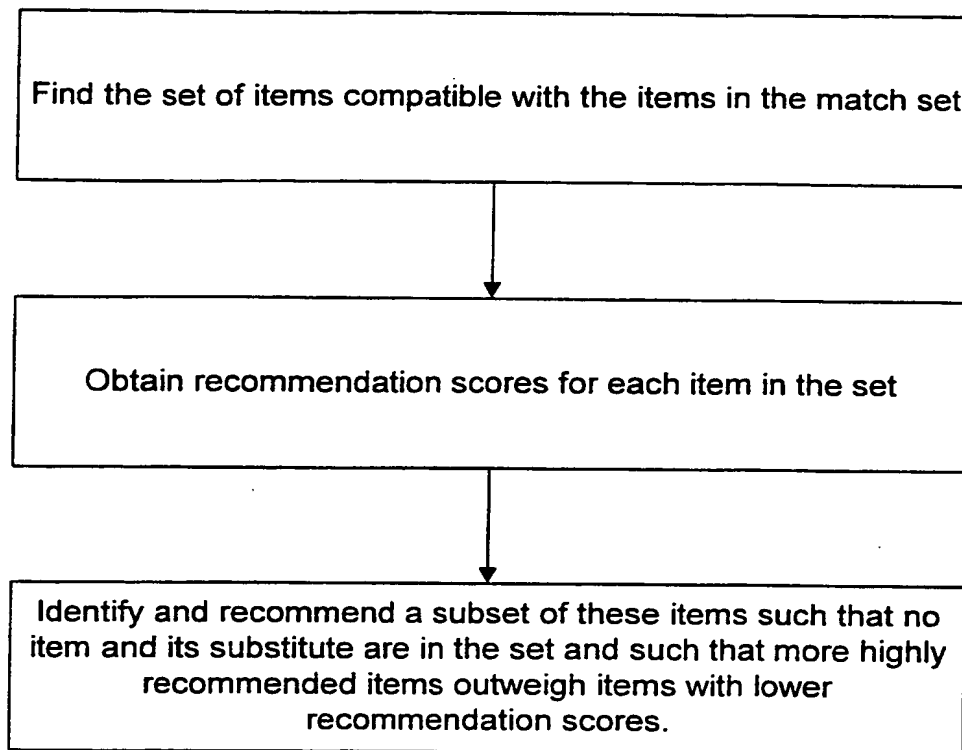 Find the set of items compatible with the items in the match set
Obtain recommendation scores for each item in the set
Identify and recommend a subset of these items such that no
item and its substitute are in the set and such that more highly
recommended items outweigh items with lower
recommendation scores.